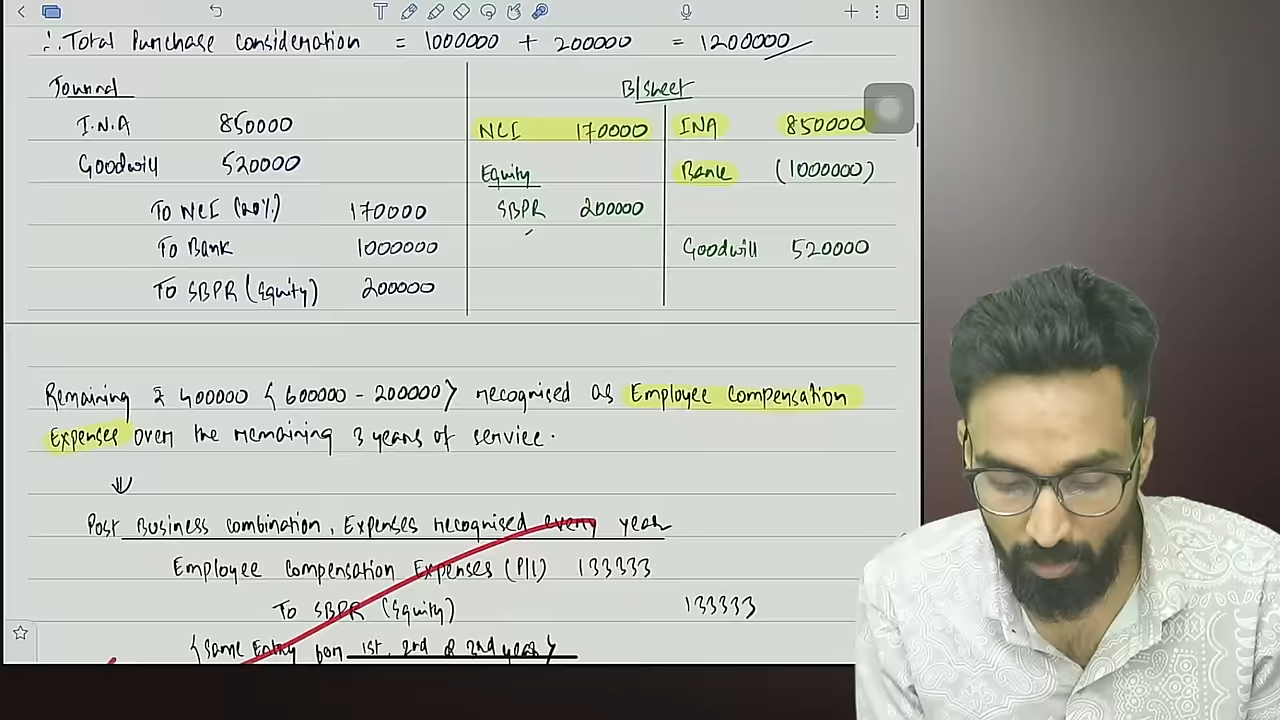 ∴ Total Purchase Consideration = 1000000 + 200000 = 1200000
Journal
I.N.A 850000
Goodwill 520000
To NCI (20%) 170000
To Bank 1000000
To SBPR (Equity) 200000
B/sheet
NCI 170000
Equity
SBPR 200000
INA 850000
Bank (1000000)
Goodwill 520000
Remaining ₹ 400000 {600000 - 200000} recognised as Employee Compensation
Expenses over the remaining 3 years of service.
Post Business combination, Expenses recognised every year
Employee Compensation Expenses (P/L) 133333
To SBPR (Equity) 133333
{Same Entry for 1st, 2nd & 2nd year}